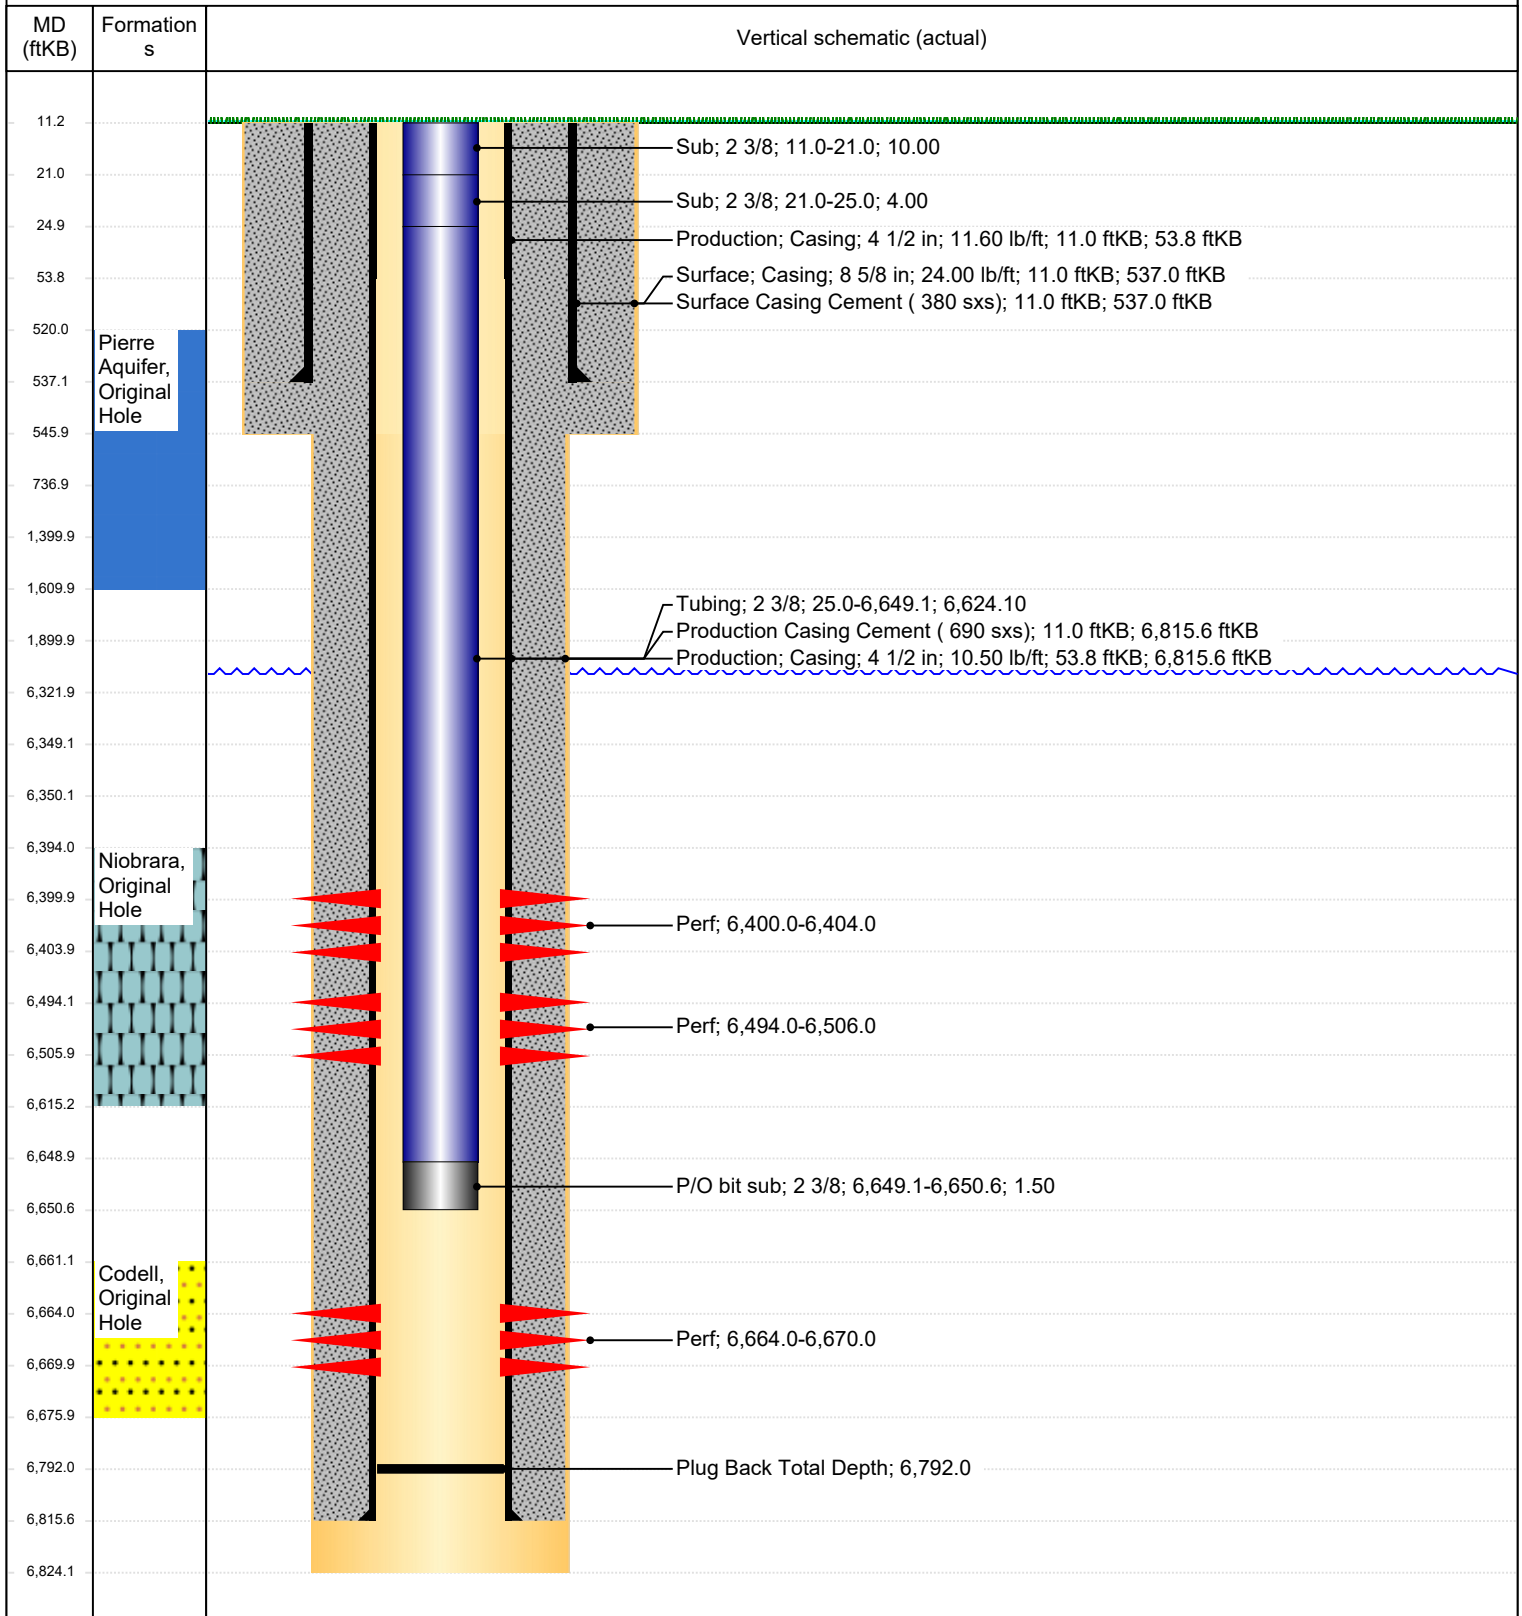 MD
(ftKB)
Formation
s
Vertical schematic (actual)
11.2
Sub; 2 3/8; 11.0-21.0; 10.00
21.0
Sub; 2 3/8; 21.0-25.0; 4.00
24.9
Production; Casing; 4 1/2 in; 11.60 lb/ft; 11.0 ftKB; 53.8 ftKB
53.8
Surface; Casing; 8 5/8 in; 24.00 lb/ft; 11.0 ftKB; 537.0 ftKB
Surface Casing Cement ( 380 sxs); 11.0 ftKB; 537.0 ftKB
520.0
Pierre
Aquifer,
Original
Hole
537.1
545.9
736.9
1,399.9
1,609.9
Tubing; 2 3/8; 25.0-6,649.1; 6,624.10
Production Casing Cement ( 690 sxs); 11.0 ftKB; 6,815.6 ftKB
1,899.9
Production; Casing; 4 1/2 in; 10.50 lb/ft; 53.8 ftKB; 6,815.6 ftKB
6,321.9
6,349.1
6,350.1
6,394.0
Niobrara,
Original
Hole
6,399.9
Perf; 6,400.0-6,404.0
6,403.9
6,494.1
Perf; 6,494.0-6,506.0
6,505.9
6,615.2
6,648.9
P/O bit sub; 2 3/8; 6,649.1-6,650.6; 1.50
6,650.6
6,661.1
Codell,
Original
Hole
6,664.0
Perf; 6,664.0-6,670.0
6,669.9
6,675.9
6,792.0
Plug Back Total Depth; 6,792.0
6,815.6
6,824.1